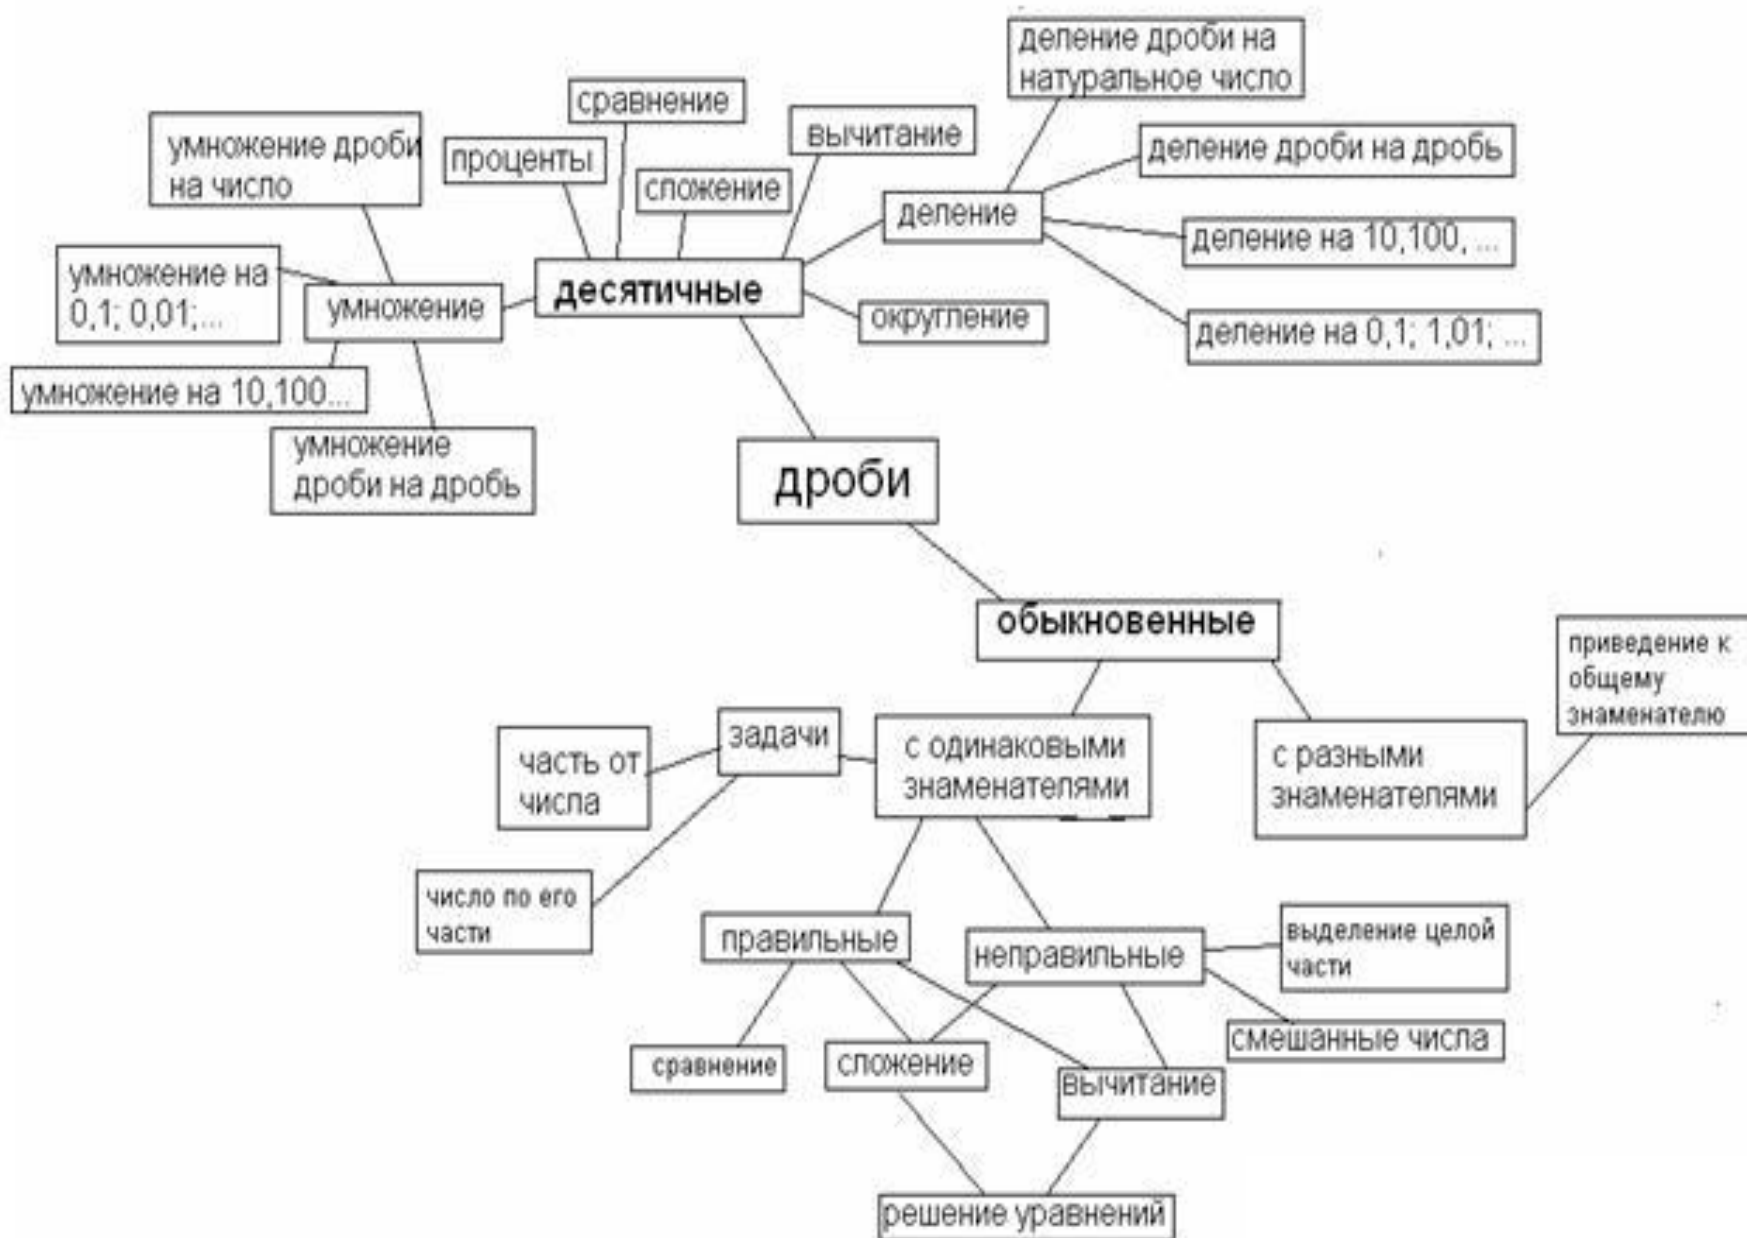 деление дроби на
натуральное число
сравнение
вычитание
умножение дроби
на число
проценты
деление дроби на дробь
сложение
деление
деление на 10,100, ...
умножение на
0,1; 0,01;...
умножение
десятичные
округление
деление на 0,1; 1,01; ...
умножение на 10,100...
умножение
дроби на дробь
дроби
обыкновенные
приведение к
общему
знаменателю
задачи
часть от
числа
с одинаковыми
знаменателями
с разными
знаменателями
число по его
части
правильные
неправильные
выделение целой
части
смешанные числа
сравнение
сложение
вычитание
решение уравнений